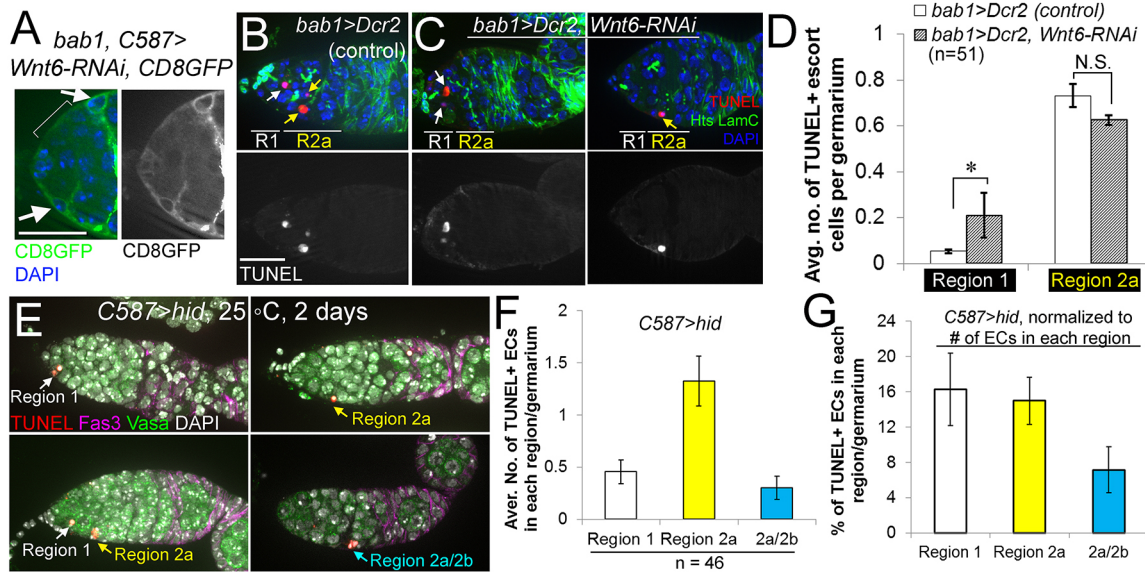 A
bab1, C587>
Wnt6-RNAi, CD8GFP
CD8GFP
DAPI
CD8GFP
B
bab1>Dcr2
(control)
R1
R2a
TUNEL
C
bab1>Dcr2, Wnt6-RNAi
R1
R2a
TUNEL
Hts LamC
DAPI
R1
R2a
D
bab1>Dcr2 (control)
bab1>Dcr2, Wnt6-RNAi
(n=51)
Avg. no. of TUNEL+ escort
cells per germarium
1
0.8
0.6
0.4
0.2
0
*
N.S.
Region 1
Region 2a
E
C587>hid, 25 °C, 2 days
Region 1
TUNEL Fas3 Vasa DAPI
Region 2a
Region 1
Region 2a
Region 2a/2b
F
C587>hid
Aver. No. of TUNEL+ ECs
in each region/germarium
2
1.5
1
0.5
0
Region 1
Region 2a
2a/2b
n = 46
G
C587>hid, normalized to
# of ECs in each region
% of TUNEL+ ECs in each
region/germarium
24
20
16
12
8
4
0
Region 1
Region 2a
2a/2b